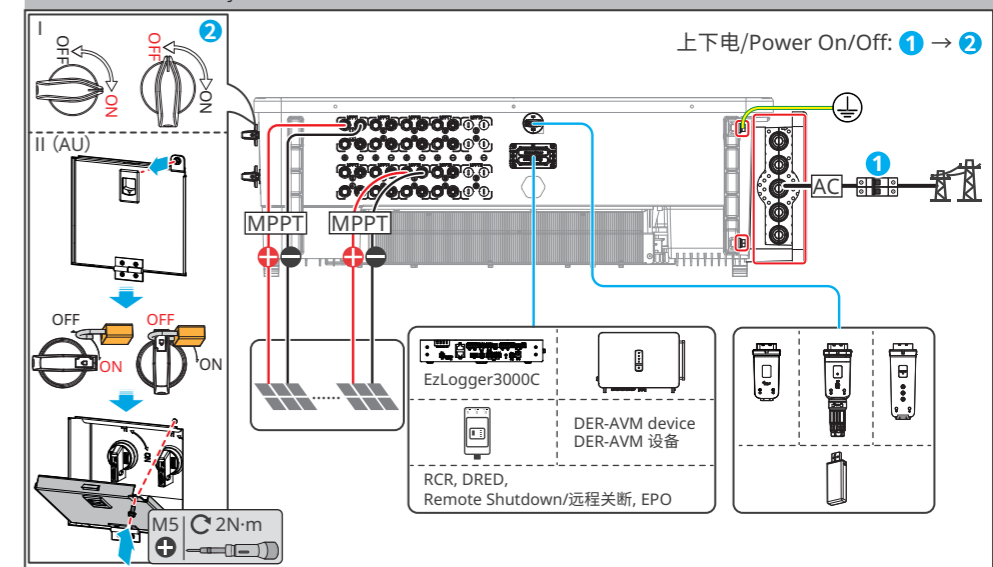 上下电/Power On/Off: 1 → 2
I
2
OFF
ON
OFF
ON
II (AU)
OFF
ON
OFF
ON
ON
M5
2N·m
MPPT
MPPT
AC
1
EzLogger3000C
DER-AVM device
DER-AVM 设备
RCR, DRED,
Remote Shutdown/远程关断, EPO